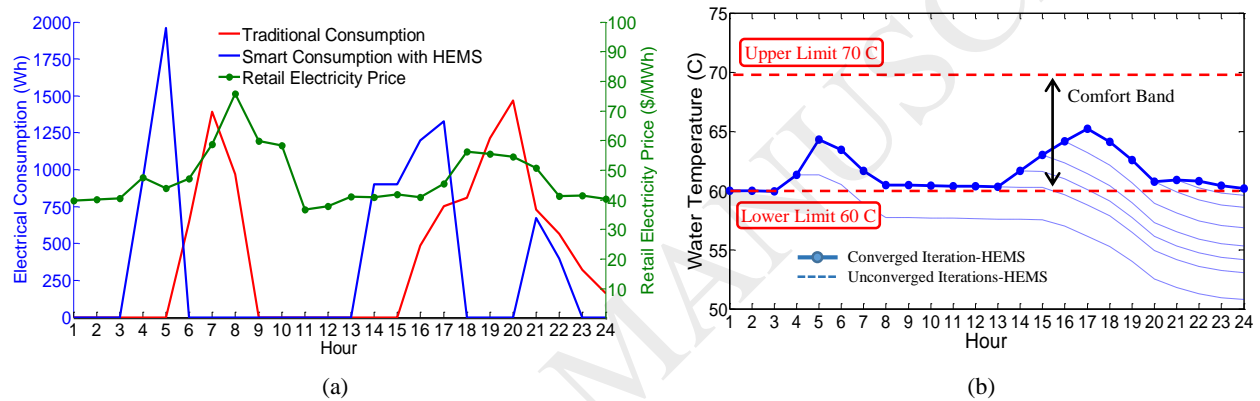 2000
1750
1500
1250
1000
750
500
250
0
Electrical Consumption (Wh)
Traditional Consumption
Smart Consumption with HEMS
Retail Electricity Price
100
90
80
70
60
50
40
30
20
10
0
Retail Electricity Price ($/MWh)
1 2 3 4 5 6 7 8 9 10 11 12 13 14 15 16 17 18 19 20 21 22 23 24
Hour
(a)
75
70
65
60
55
50
Water Temperature (C)
Upper Limit 70 C
Comfort Band
Lower Limit 60 C
Converged Iteration-HEMS
Unconverged Iterations-HEMS
1 2 3 4 5 6 7 8 9 10 11 12 13 14 15 16 17 18 19 20 21 22 23 24
Hour
(b)
MANUSC